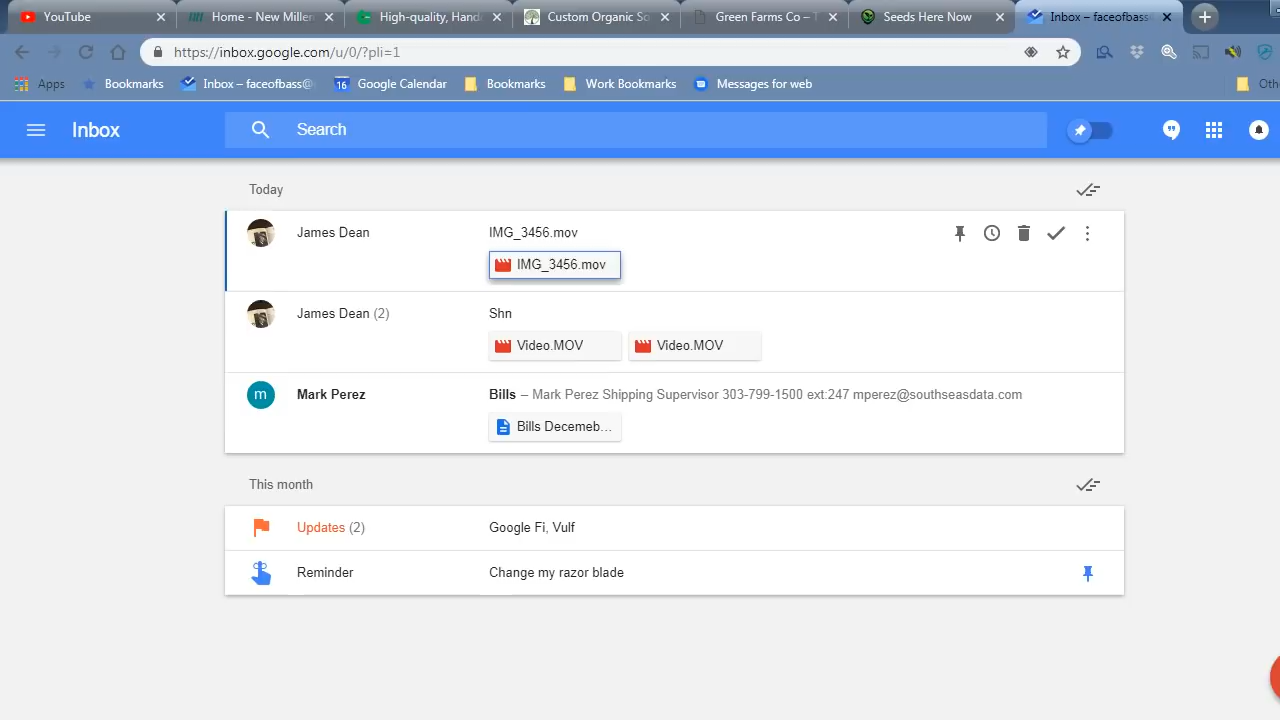 YouTube
Home - New Millen
High-quality, Hand
Custom Organic So
Green Farms Co – T
Seeds Here Now
Inbox – faceofbass
https://inbox.google.com/u/0/?pli=1
Apps
Bookmarks
Inbox – faceofbass@
16
Google Calendar
Bookmarks
Work Bookmarks
Messages for web
Oth
Inbox
Search
Today
James Dean
IMG_3456.mov
IMG_3456.mov
James Dean (2)
Shn
Video.MOV
Video.MOV
m
Mark Perez
Bills – Mark Perez Shipping Supervisor 303-799-1500 ext:247 mperez@southseasdata.com
Bills Decemeb...
This month
Updates (2)
Google Fi, Vulf
Reminder
Change my razor blade